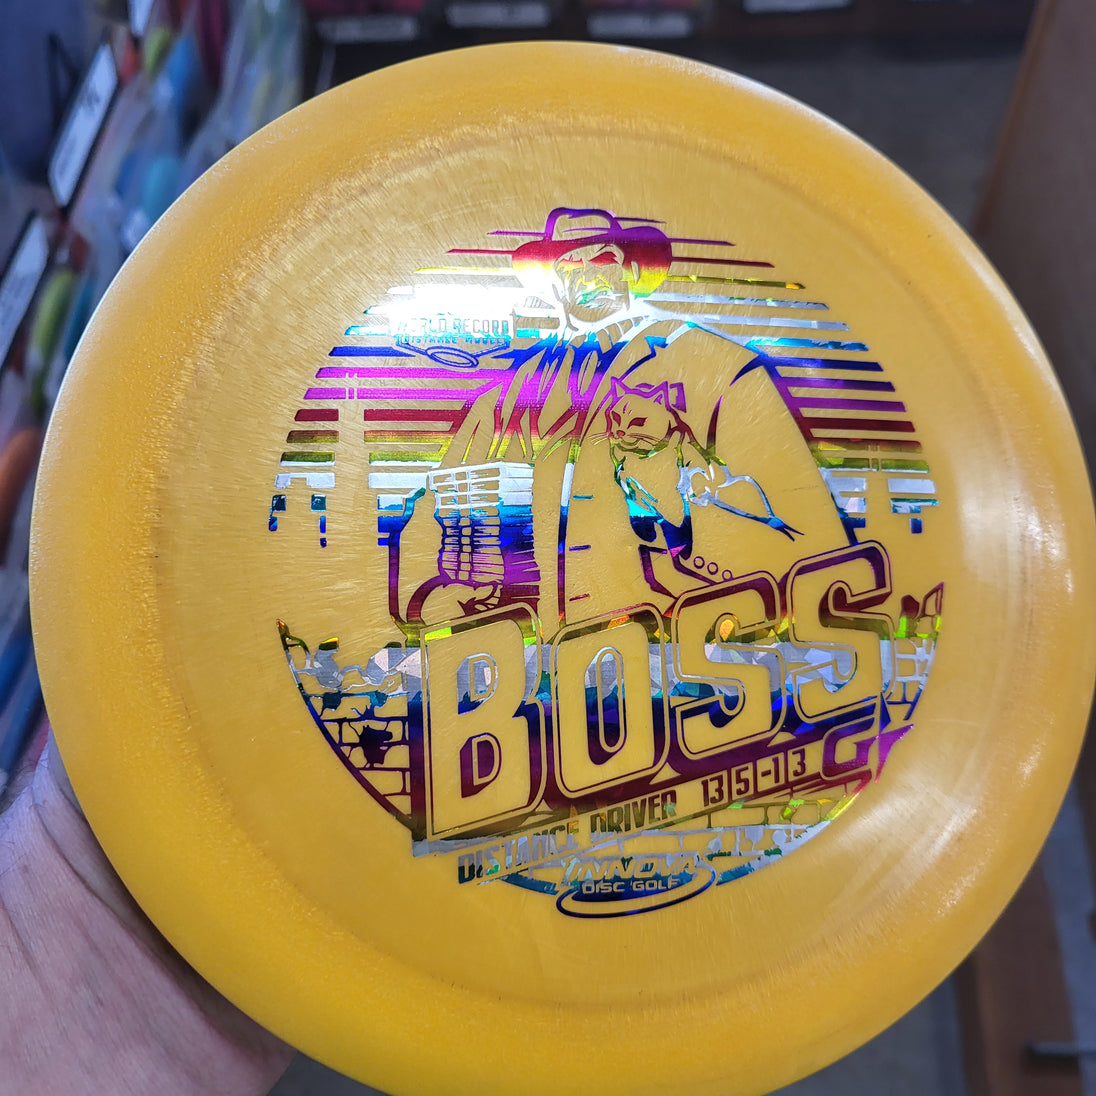 WORLD RECORD
DISTANCE MODEL
BOSS
G
DISTANCE DRIVER 13 5 -1 3
INNOVA
DISC GOLF